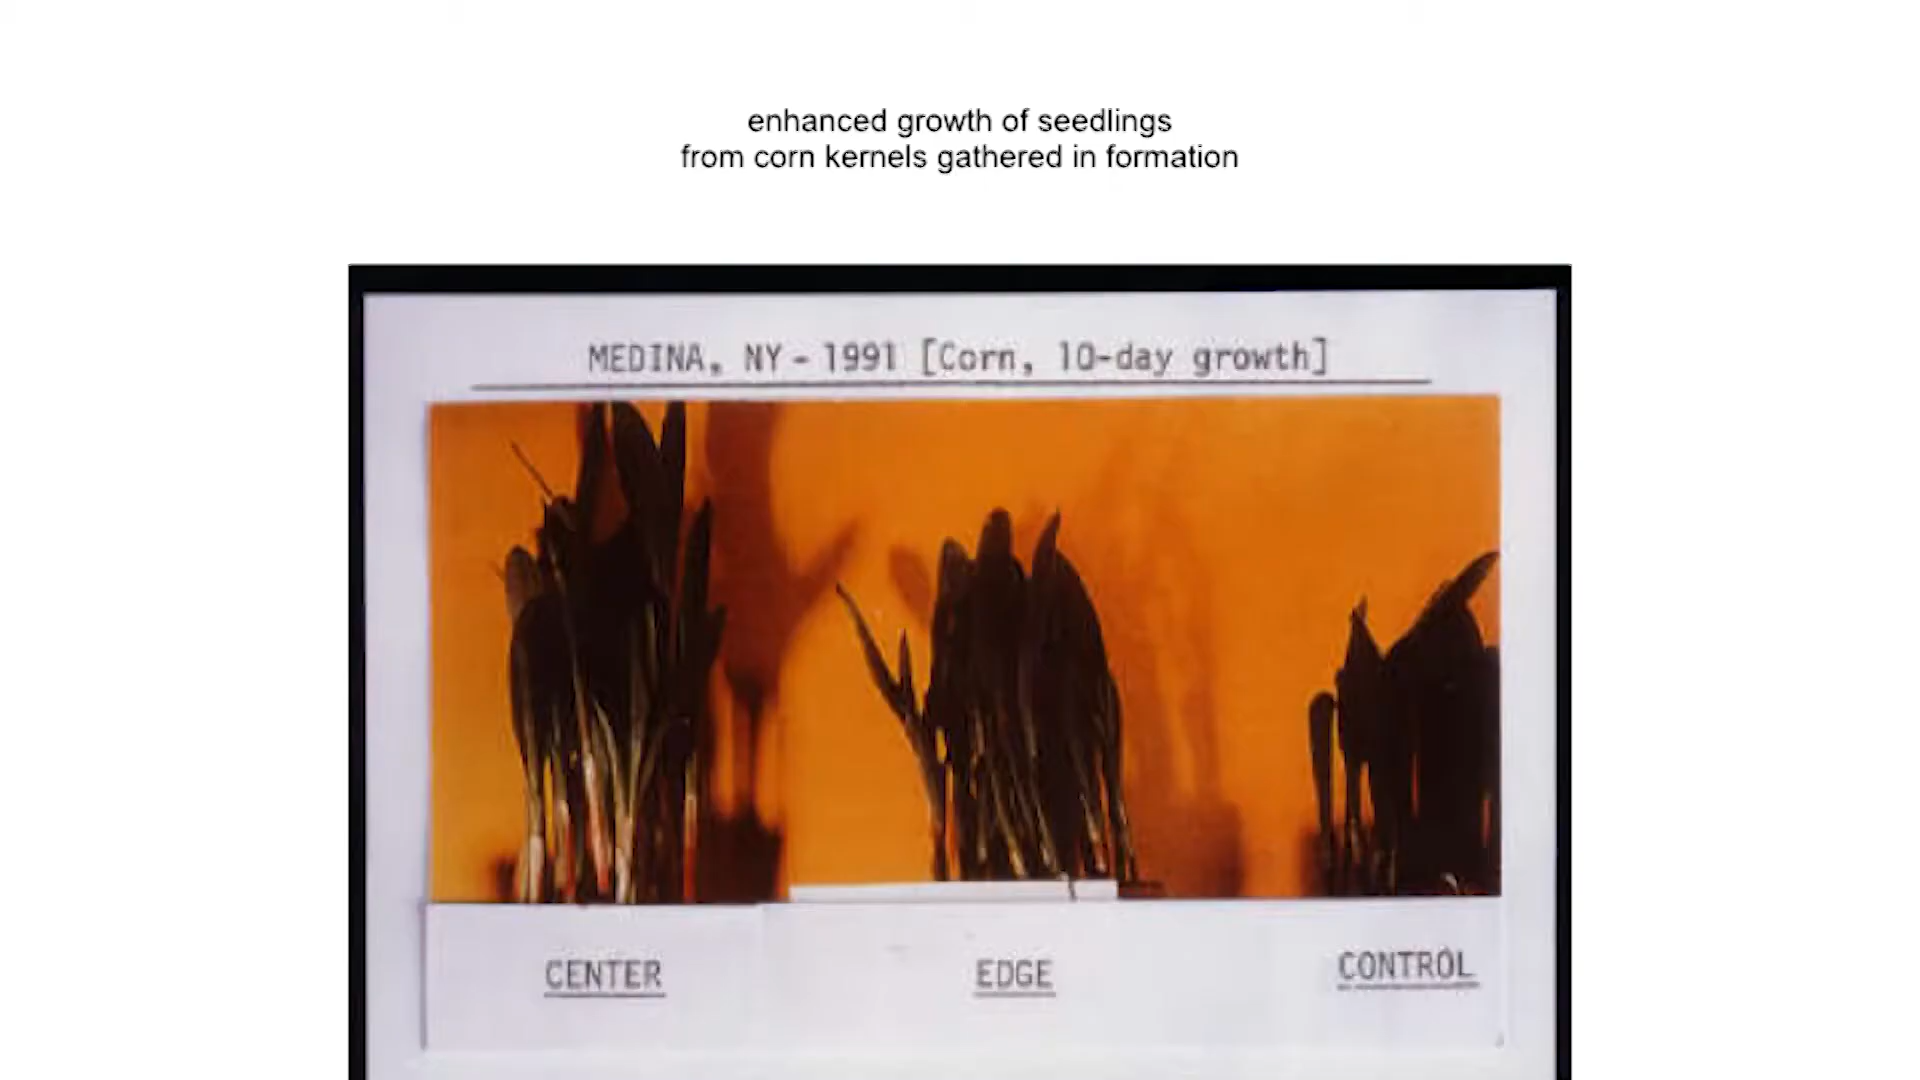 enhanced growth of seedlings
from corn kernels gathered in formation
MEDINA, NY - 1991 [Corn, 10-day growth]
CENTER
EDGE
CONTROL